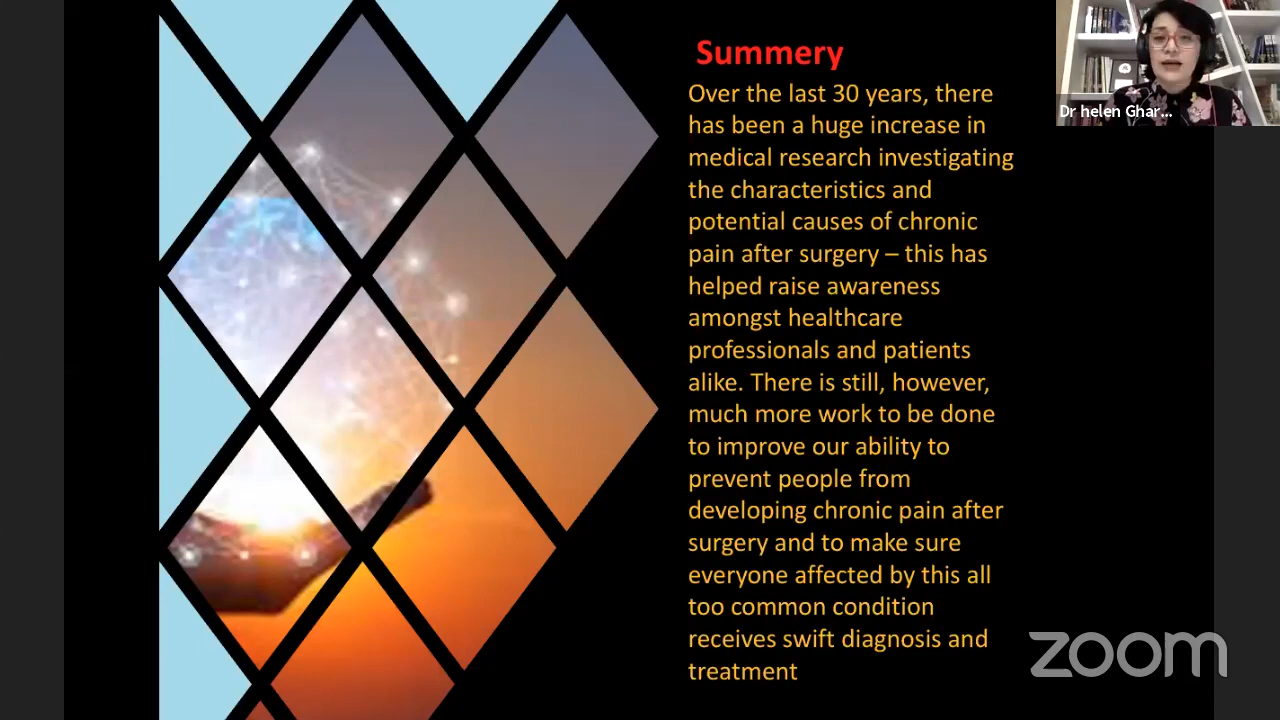 Summery
Over the last 30 years, there
has been a huge increase in
medical research investigating
the characteristics and
potential causes of chronic
pain after surgery – this has
helped raise awareness
amongst healthcare
professionals and patients
alike. There is still, however,
much more work to be done
to improve our ability to
prevent people from
developing chronic pain after
surgery and to make sure
everyone affected by this all
too common condition
receives swift diagnosis and
treatment
Dr helen Ghar...
zoom